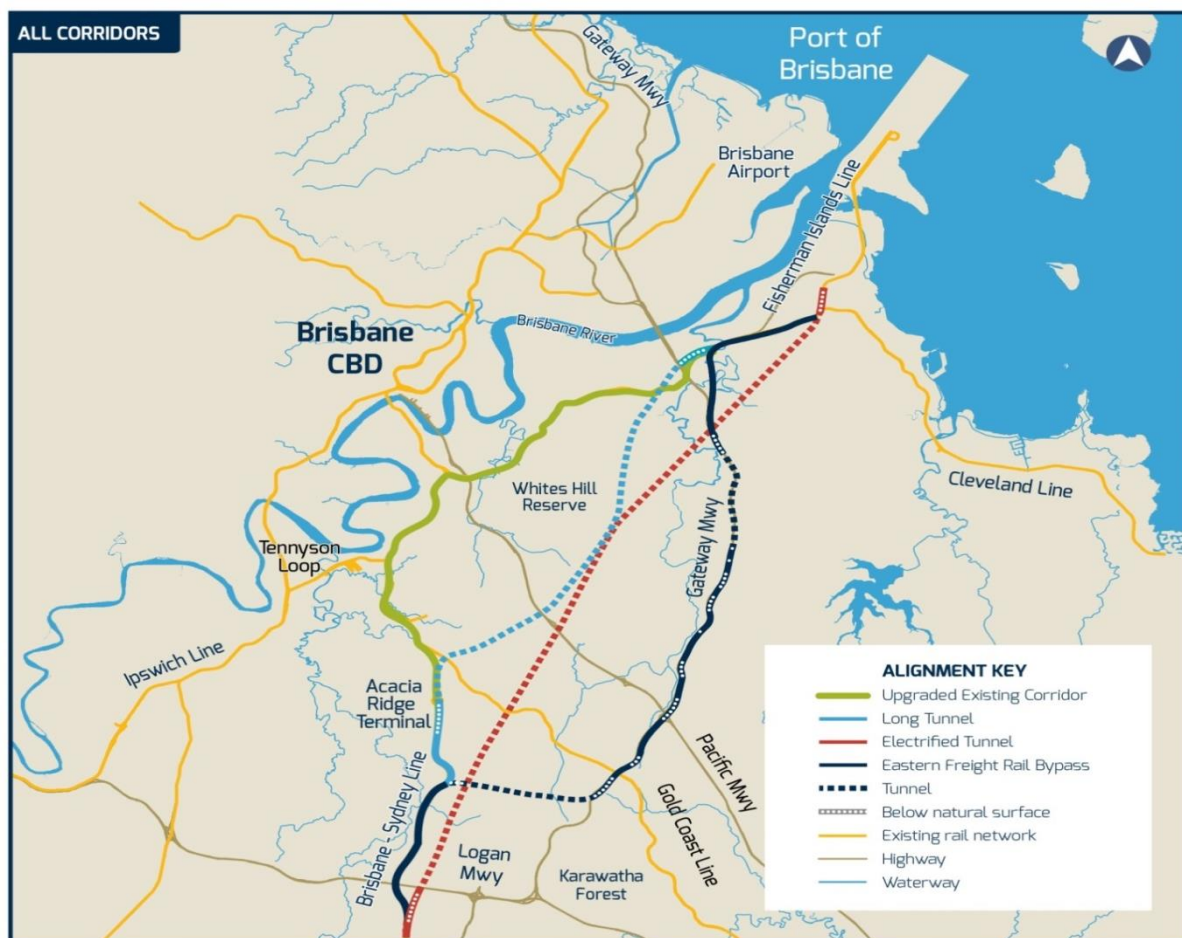 ALL CORRIDORS
Gateway Mwy
Port of
Brisbane
Brisbane
Airport
Fisherman Islands Line
Brisbane River
Brisbane
CBD
Whites Hill
Reserve
Cleveland Line
Gateway Mwy
Tennyson
Loop
Ipswich Line
Acacia
Ridge
Terminal
Brisbane - Sydney Line
Pacific Mwy
Gold Coast Line
Logan
Mwy
Karawatha
Forest
ALIGNMENT KEY
Upgraded Existing Corridor
Long Tunnel
Electrified Tunnel
Eastern Freight Rail Bypass
Tunnel
Below natural surface
Existing rail network
Highway
Waterway